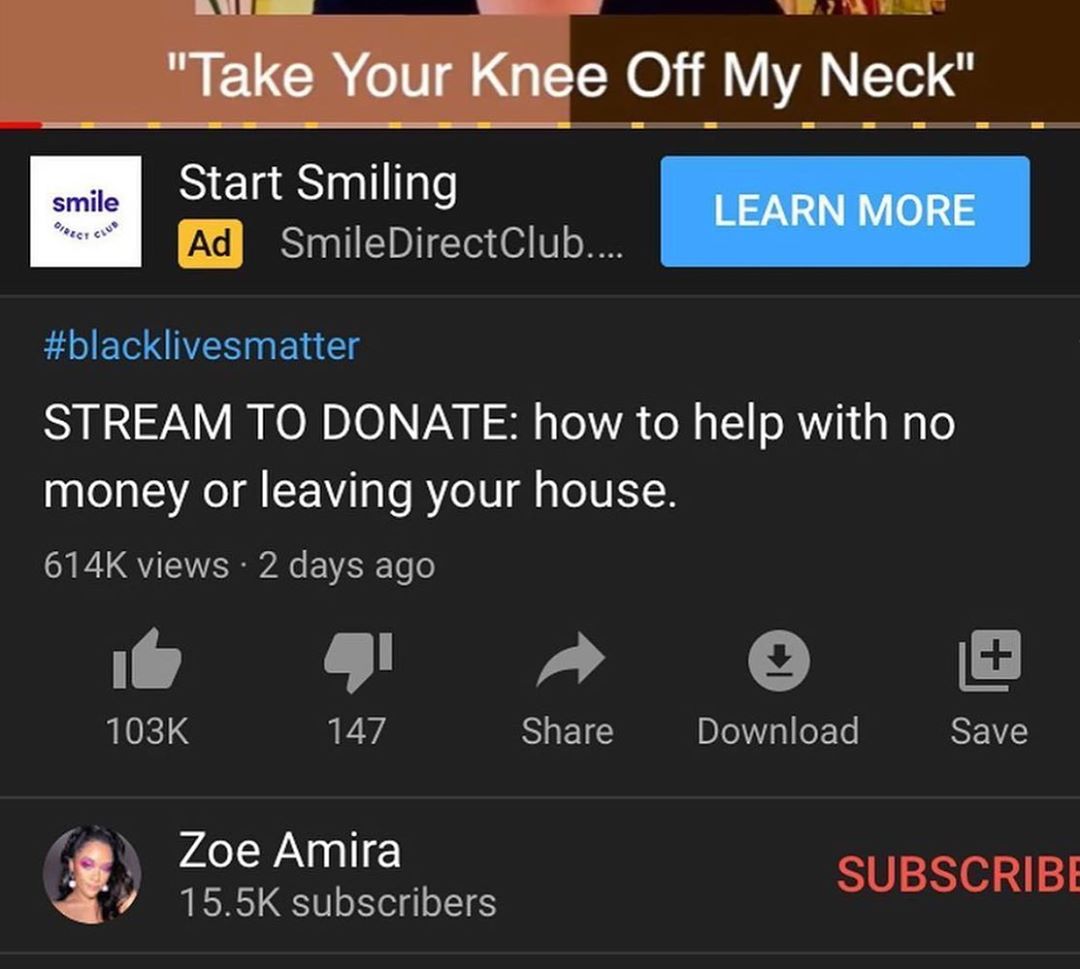 "Take Your Knee Off My Neck"
smile
DIRECT CLUB
Start Smiling
Ad SmileDirectClub....
LEARN MORE
#blacklivesmatter
STREAM TO DONATE: how to help with no
money or leaving your house.
614K views · 2 days ago
103K 147 Share Download Save
Zoe Amira
15.5K subscribers
SUBSCRIBE